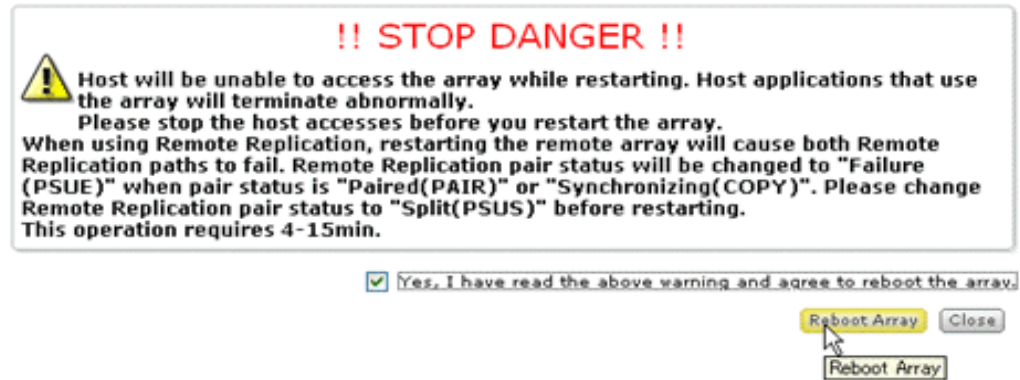 !! STOP DANGER !!
Host will be unable to access the array while restarting. Host applications that use
the array will terminate abnormally.
Please stop the host accesses before you restart the array.
When using Remote Replication, restarting the remote array will cause both Remote
Replication paths to fail. Remote Replication pair status will be changed to "Failure
(PSUE)" when pair status is "Paired(PAIR)" or "Synchronizing(COPY)". Please change
Remote Replication pair status to "Split(PSUS)" before restarting.
This operation requires 4-15min.
Yes, I have read the above warning and agree to reboot the array.
Reboot Array Close
Reboot Array